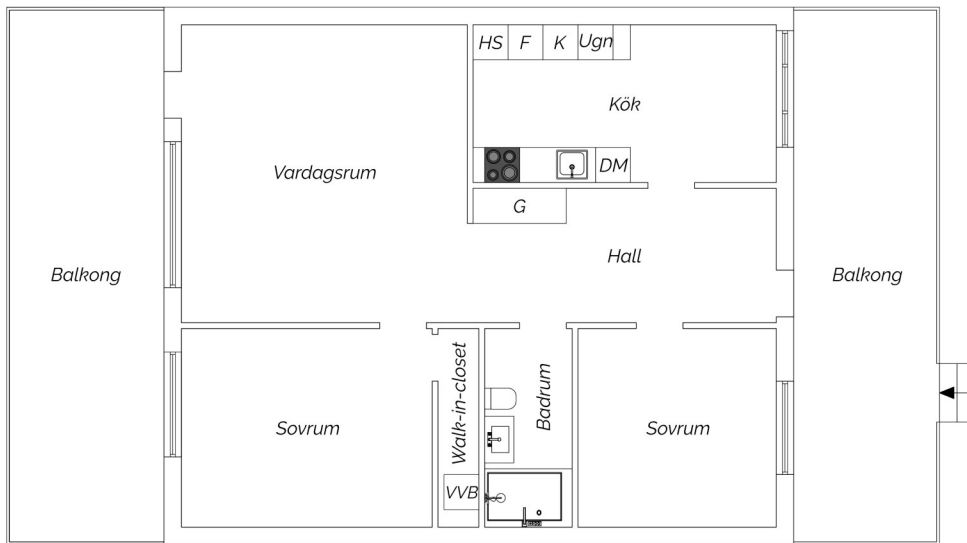 HS F K Ugn
Kök
Vardagsrum
DM
G
Hall
Balkong
Balkong
Walk-in-closet
Badrum
Sovrum
Sovrum
VVB